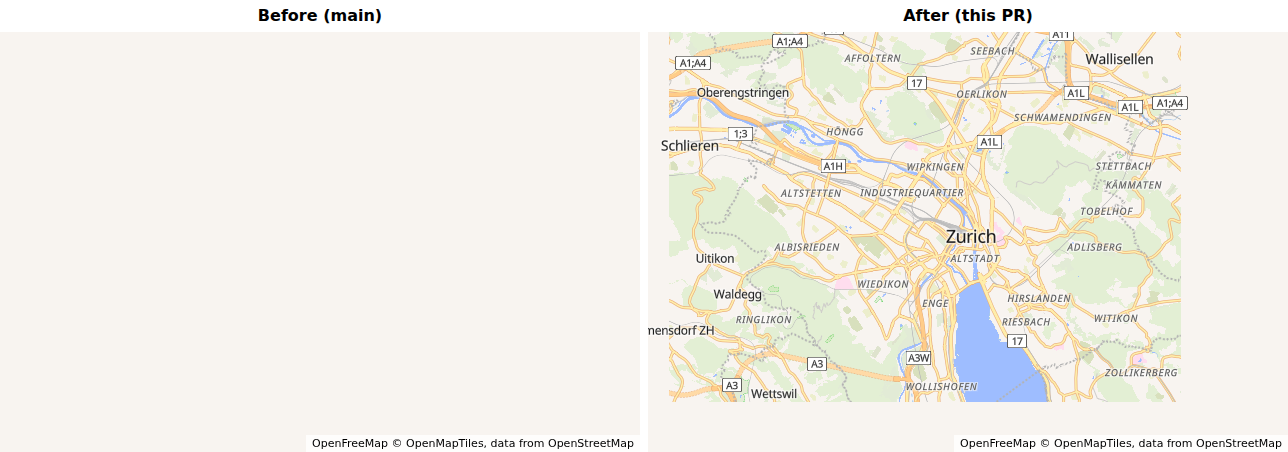 Before (main)
After (this PR)
A1;A4
A11
SEEBACH
AFFOLTERN
Wallisellen
A1;A4
17
Oberengstringen
OERLIKON
A1L
A1L
A1;A4
SCHWAMENDINGEN
1;3
HÖNGG
A1L
Schlieren
A1H
WIPKINGEN
STETTBACH
KÄMMATEN
ALTSTETTEN
INDUSTRIEQUARTIER
TOBELHOF
Zurich
ALBISRIEDEN
ADLISBERG
Uitikon
ALTSTADT
WIEDIKON
Waldegg
ENGE
HIRSLANDEN
RINGLIKON
RIESBACH
WITIKON
mensdorf ZH
17
A3
A3W
ZOLLIKERBERG
A3
WOLLISHOFEN
Wettswil
OpenFreeMap © OpenMapTiles, data from OpenStreetMap
OpenFreeMap © OpenMapTiles, data from OpenStreetMap